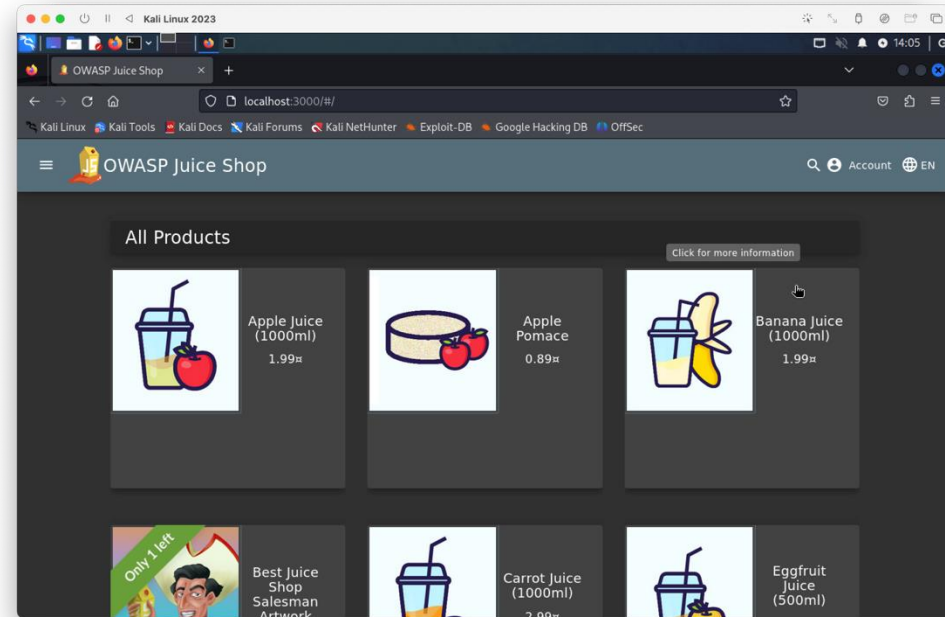 Kali Linux 2023
14:05
OWASP Juice Shop
localhost:3000/#/
Kali Linux Kali Tools Kali Docs Kali Forums Kali NetHunter Exploit-DB Google Hacking DB OffSec
OWASP Juice Shop
Account EN
All Products
Click for more information
Apple Juice
(1000ml)
1.99¤
Apple
Pomace
0.89¤
Banana Juice
(1000ml)
1.99¤
Only 1 left
Best Juice
Shop
Salesman
Artwork
Carrot Juice
(1000ml)
2.99¤
Eggfruit
Juice
(500ml)